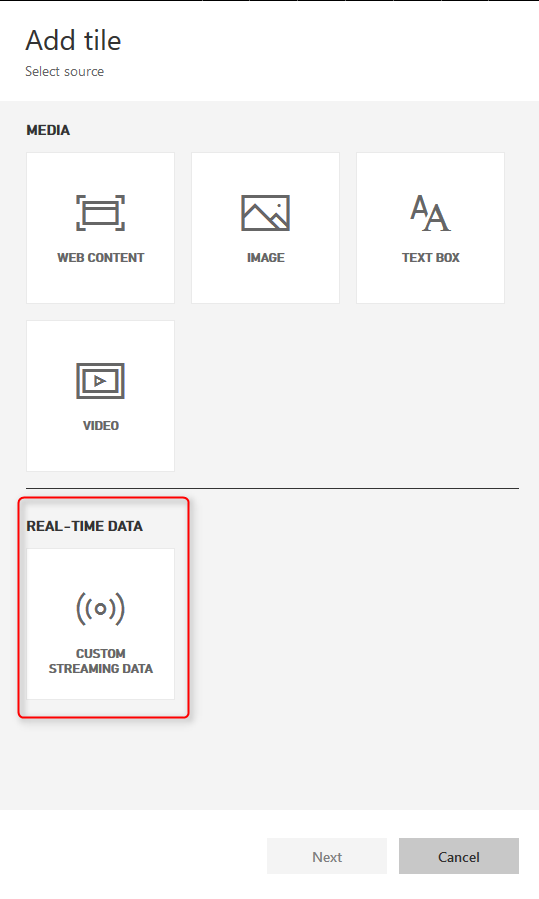 Add tile
Select source
MEDIA
WEB CONTENT
IMAGE
TEXT BOX
VIDEO
REAL-TIME DATA
CUSTOM
STREAMING DATA
Next
Cancel